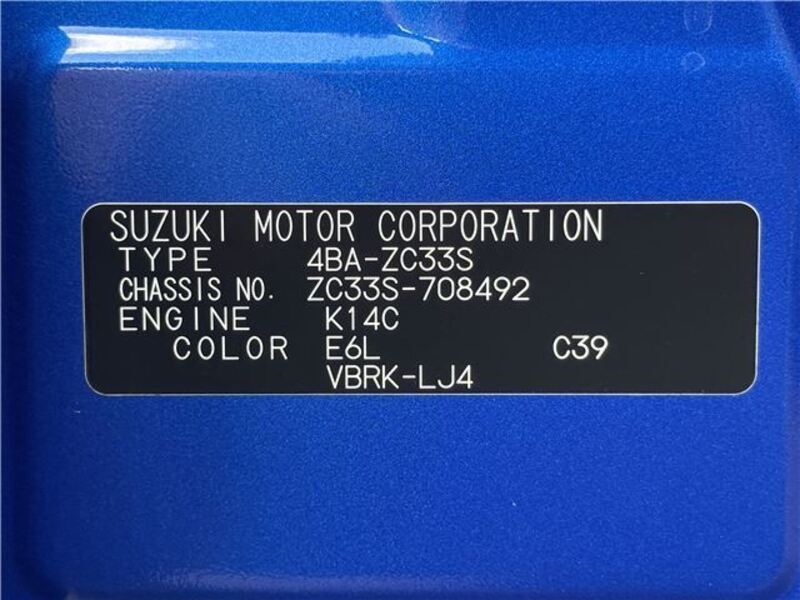 SUZUKI MOTOR CORPORATION
TYPE 4BA-ZC33S
CHASSIS NO. ZC33S-708492
ENGINE K14C
COLOR E6L C39
VBRK-LJ4